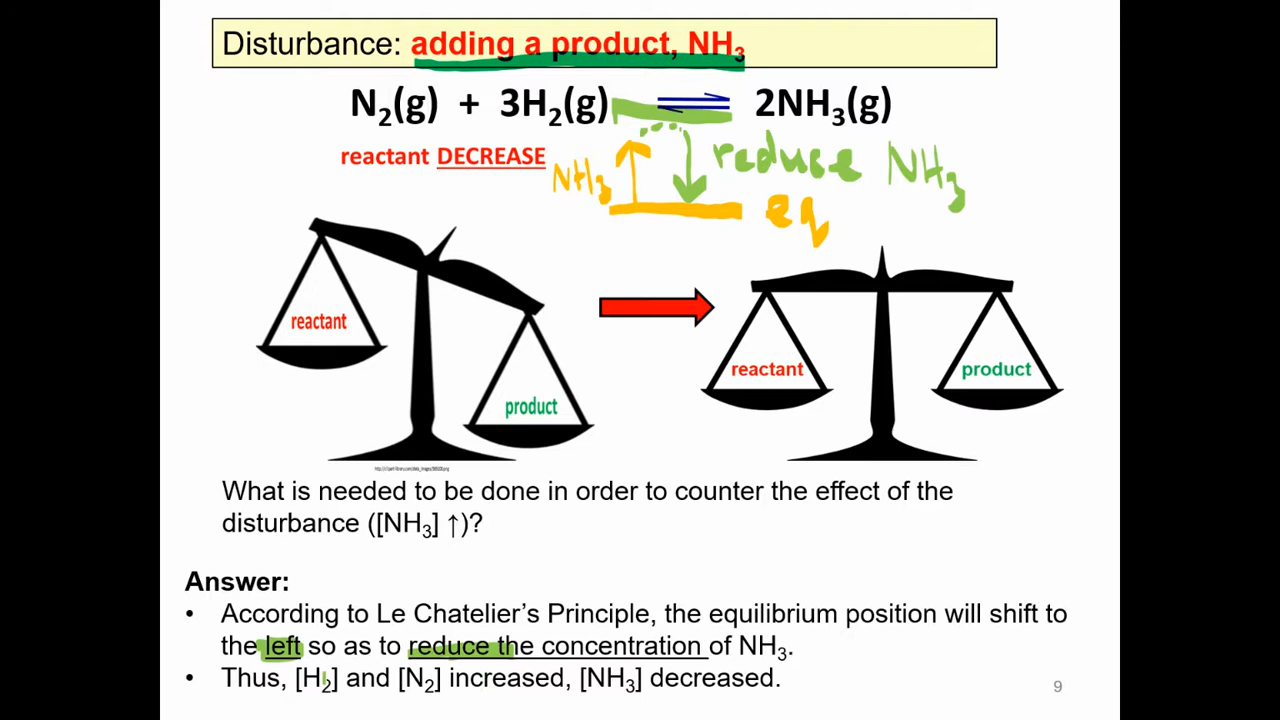 Disturbance: adding a product, NH₃
N₂(g) + 3H₂(g) ⇌ 2NH₃(g)
reactant DECREASE
NH₃
reduce NH₃
eq
reactant
product
reactant
product
What is needed to be done in order to counter the effect of the
disturbance ([NH₃] ↑)?
Answer:
• According to Le Chatelier’s Principle, the equilibrium position will shift to
the left so as to reduce the concentration of NH₃.
• Thus, [H₂] and [N₂] increased, [NH₃] decreased.
9